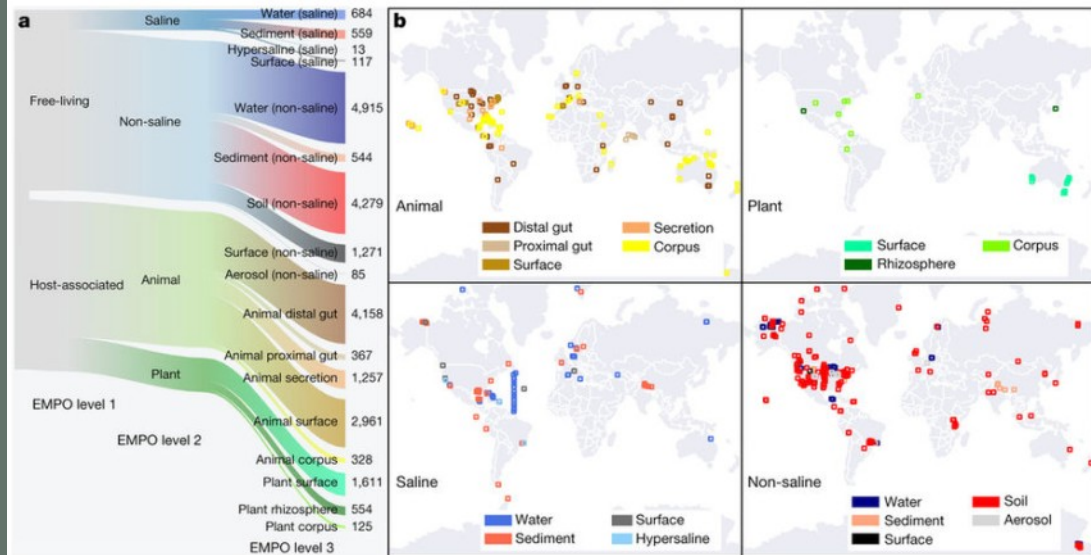 a
Saline
Water (saline) 684
Sediment (saline) 559
Hypersaline (saline) 13
Surface (saline) 117
Free-living
Non-saline
Water (non-saline) 4,915
Sediment (non-saline) 544
Soil (non-saline) 4,279
Surface (non-saline) 1,271
Aerosol (non-saline) 85
Host-associated
Animal
Animal distal gut 4,158
Animal proximal gut 367
Animal secretion 1,257
Plant
Animal surface 2,961
Animal corpus 328
Plant surface 1,611
Plant rhizosphere 554
Plant corpus 125
EMPO level 1
EMPO level 2
EMPO level 3
b
Animal
Distal gut Secretion
Proximal gut Corpus
Surface
Plant
Surface Corpus
Rhizosphere
Saline
Water Surface
Sediment Hypersaline
Non-saline
Water Soil
Sediment Aerosol
Surface